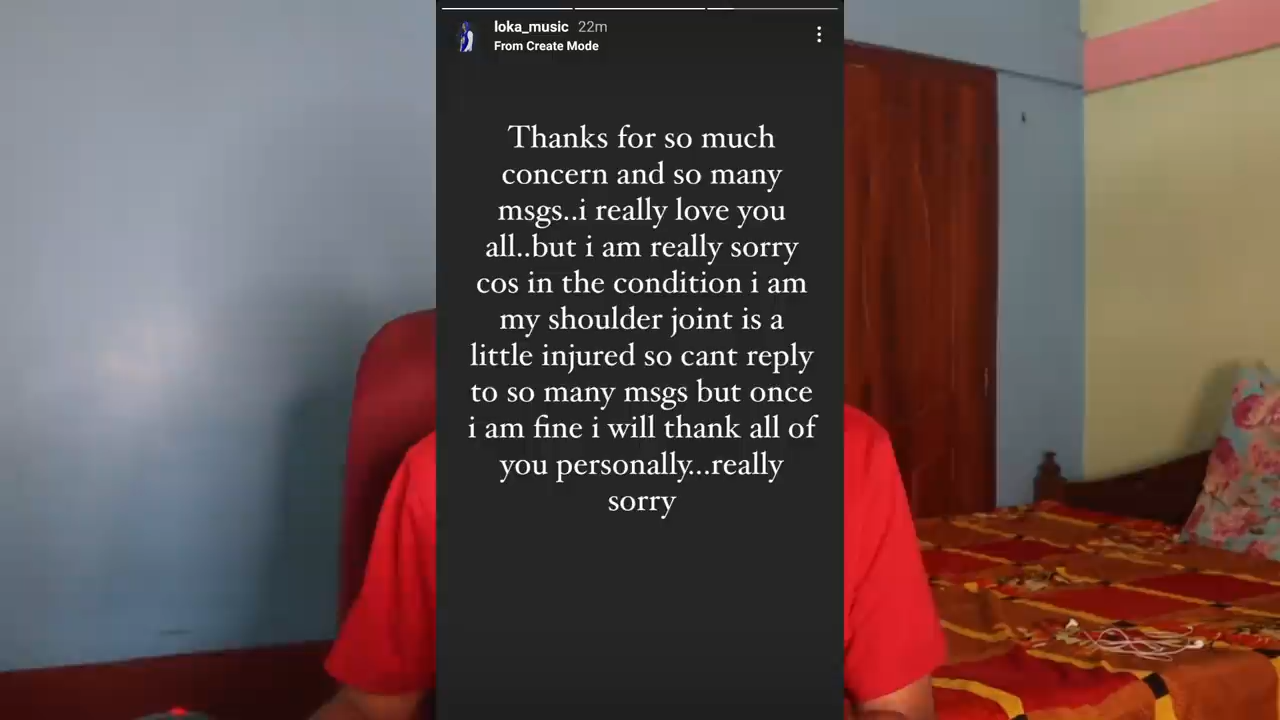 loka_music 22m
From Create Mode
Thanks for so much
concern and so many
msgs..i really love you
all..but i am really sorry
cos in the condition i am
my shoulder joint is a
little injured so cant reply
to so many msgs but once
i am fine i will thank all of
you personally...really
sorry